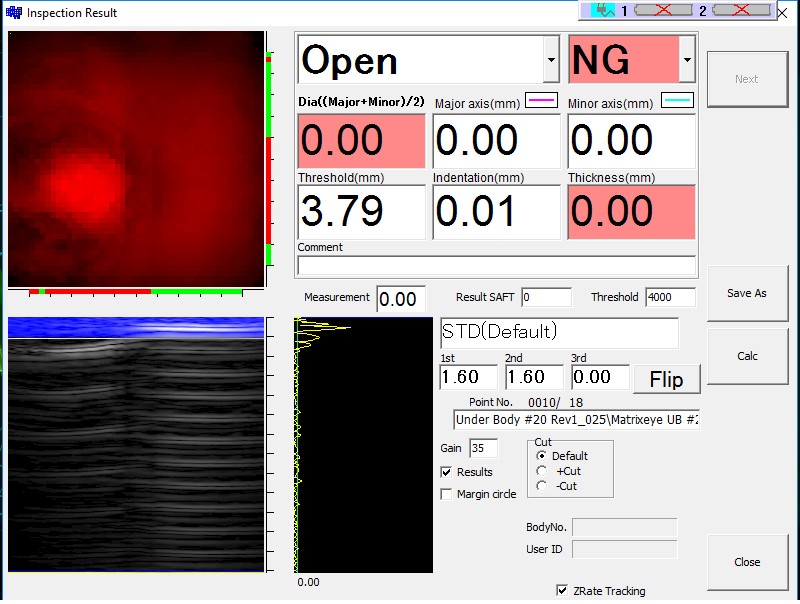 Inspection Result
1 2
Open NG
Next
Dia((Major+Minor)/2) Major axis(mm) Minor axis(mm)
0.00 0.00 0.00
Threshold(mm) Indentation(mm) Thickness(mm)
3.79 0.01 0.00
Comment
Measurement 0.00 Result SAFT 0 Threshold 4000
Save As
STD(Default)
1st 2nd 3rd
1.60 1.60 0.00 Flip
Calc
Point No. 0010/ 18
Under Body #20 Rev1_025\Matrixeye UB #2
Gain 35
Cut
Default
Results
+Cut
-Cut
Margin circle
BodyNo.
User ID
Close
0.00
ZRate Tracking